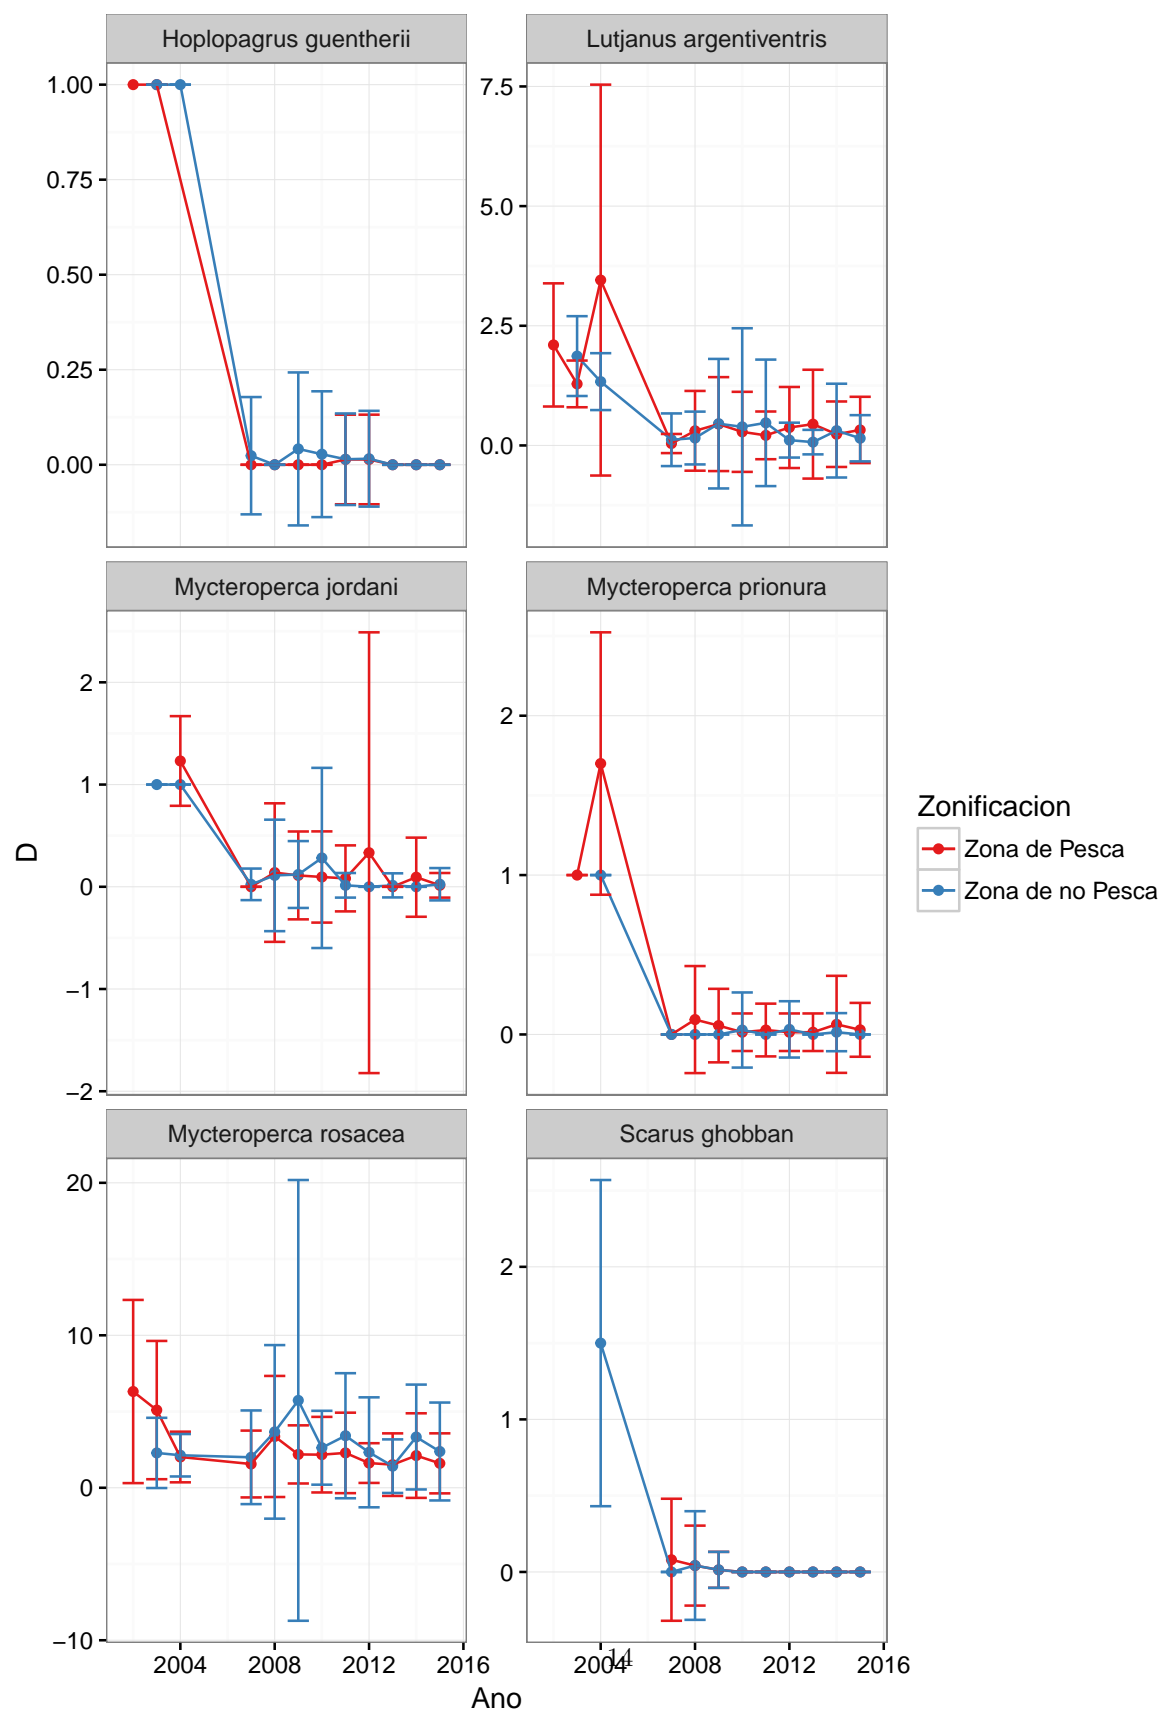 Hoplopagrus guentherii
Lutjanus argentiventris
1.00
0.75
0.50
0.25
0.00
7.5
5.0
2.5
0.0
Mycteroperca jordani
Mycteroperca prionura
2
1
0
−1
−2
2
1
0
Mycteroperca rosacea
Scarus ghobban
20
10
0
−10
2
1
0
2004 2008 2012 2016
2004 2008 2012 2016
14
Ano
D
Zonificacion
Zona de Pesca
Zona de no Pesca